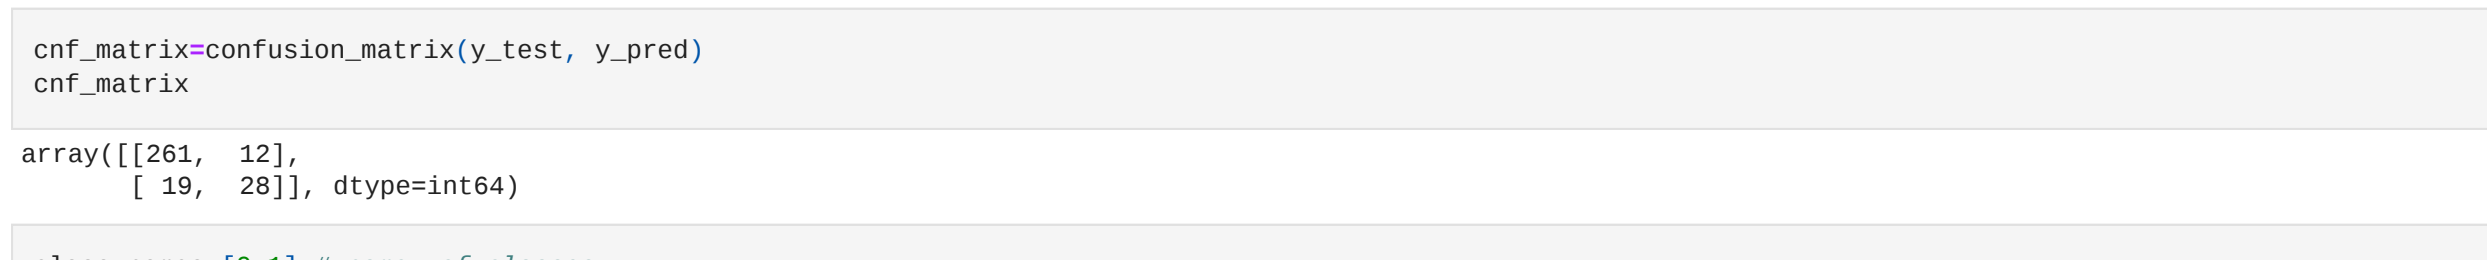 cnf_matrix=confusion_matrix(y_test, y_pred)
cnf_matrix
array([[261,  12],
       [ 19,  28]], dtype=int64)